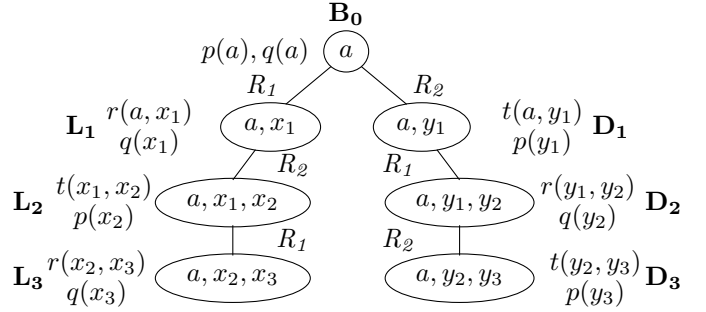 B₀
p(a), q(a) a
R₁ R₂
L₁ r(a, x₁) q(x₁) a, x₁ a, y₁ t(a, y₁) p(y₁) D₁
R₂ R₁
L₂ t(x₁, x₂) p(x₂) a, x₁, x₂ a, y₁, y₂ r(y₁, y₂) q(y₂) D₂
R₁ R₂
L₃ r(x₂, x₃) q(x₃) a, x₂, x₃ a, y₂, y₃ t(y₂, y₃) p(y₃) D₃